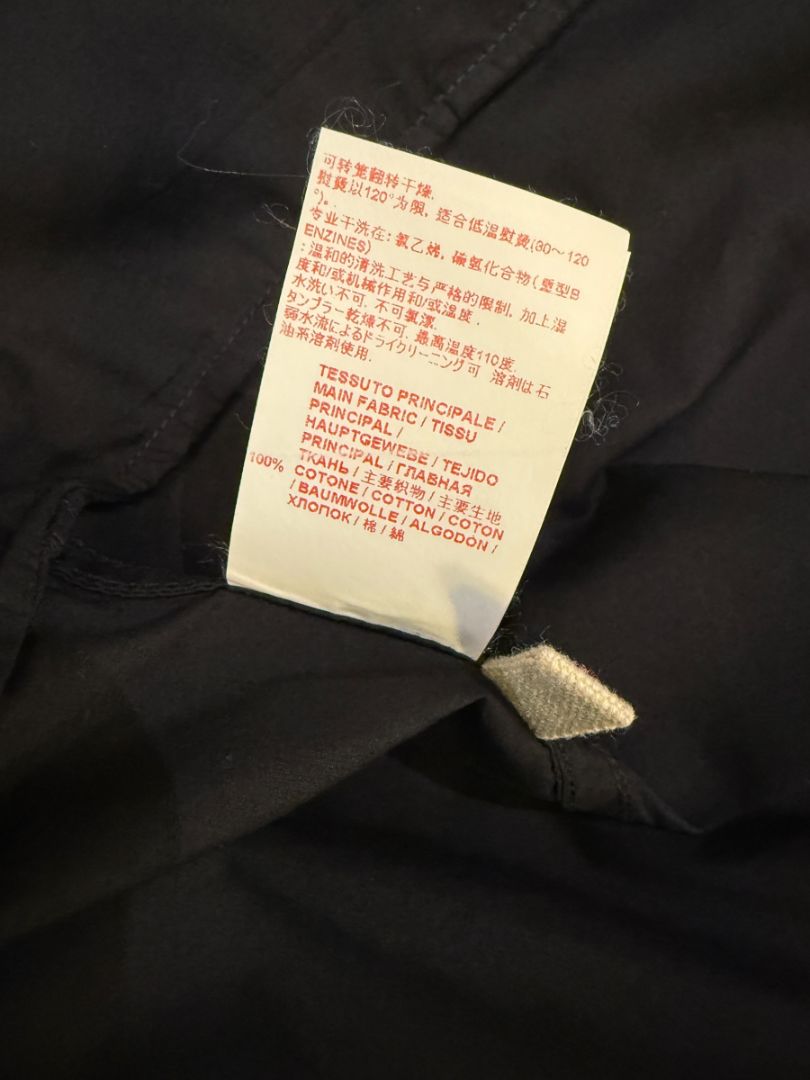 可转笼翻转干燥.
熨烫以120°为限, 适合低温熨烫(80～120
°)。.
专业干洗在: 氯乙烯, 碳氢化合物(重型B
ENZINES)
: 温和的清洗工艺与严格的限制, 加上湿
度和/或机械作用和/或温度.
水洗い不可. 不可氯漂.
タンブラー乾燥不可. 最高温度110度.
弱水流によるドライクリーニング可 溶剤は石
油系溶剤使用.
TESSUTO PRINCIPALE /
MAIN FABRIC / TISSU
PRINCIPAL /
HAUPTGEWEBE / TEJIDO
PRINCIPAL / ГЛАВНАЯ
ТКАНЬ / 主要织物 / 主要生地
100% COTONE / COTTON / COTON
/ BAUMWOLLE / ALGODON /
ХЛОПОК / 棉 / 綿